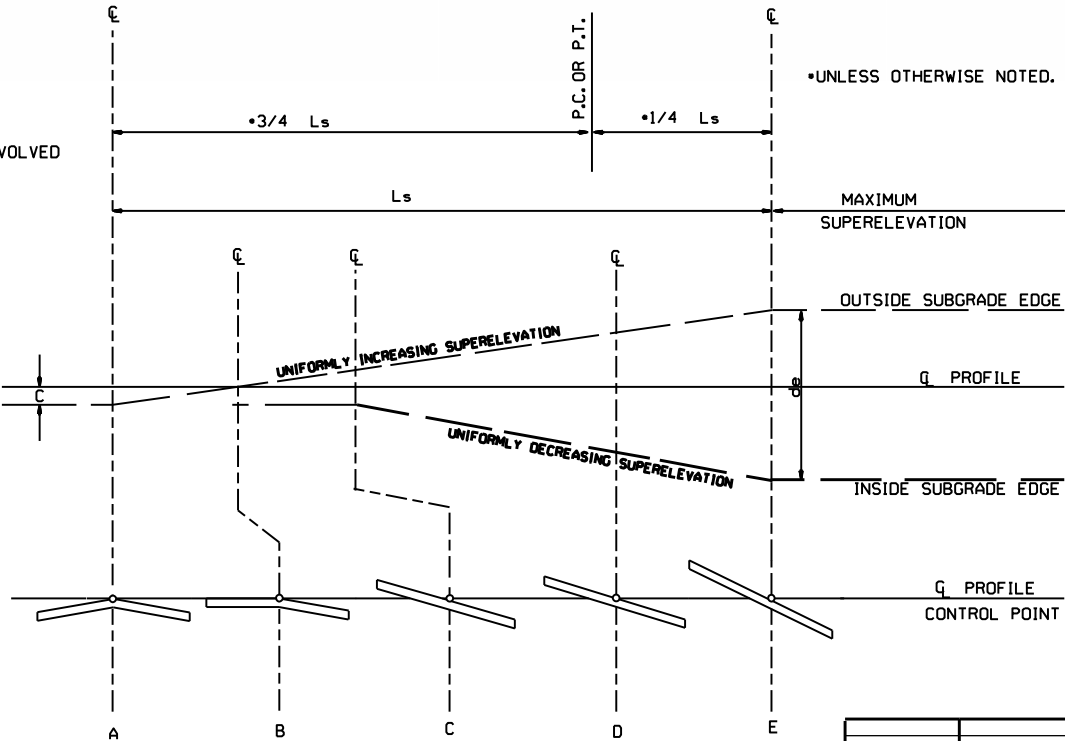 ℄
℄
P.C. OR P.T.
*UNLESS OTHERWISE NOTED.
*3/4 Ls
*1/4 Ls
VOLVED
Ls
MAXIMUM
SUPERELEVATION
℄
℄
℄
OUTSIDE SUBGRADE EDGE
UNIFORMLY INCREASING SUPERELEVATION
℄ PROFILE
C
de
UNIFORMLY DECREASING SUPERELEVATION
INSIDE SUBGRADE EDGE
℄ PROFILE
CONTROL POINT
A
B
C
D
E